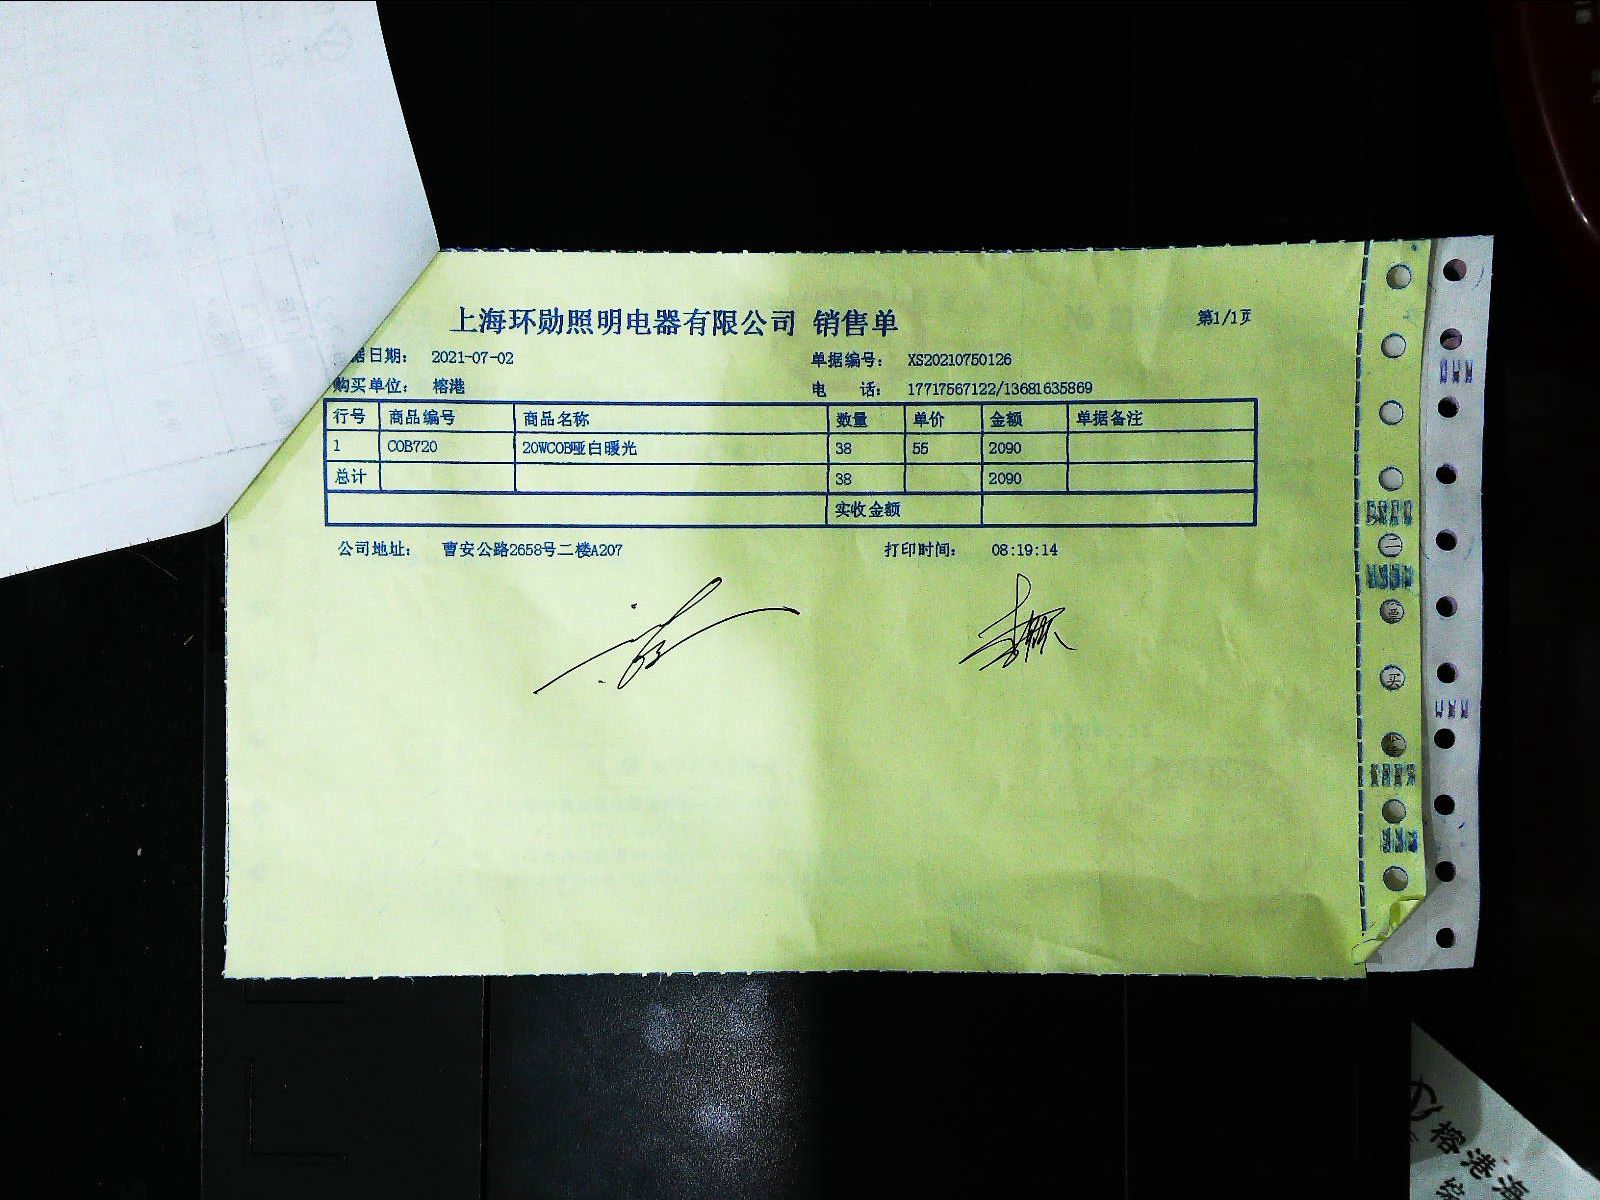 上海环勋照明电器有限公司 销售单
第1/1页
据日期： 2021-07-02
单据编号： XS20210750126
购买单位： 榕港
电 话： 17717567122/13681635869
行号 商品编号 商品名称 数量 单价 金额 单据备注
1 COB720 20WCOB哑白暖光 38 55 2090
总计 38 2090
实收金额
公司地址： 曹安公路2658号二楼A207
打印时间： 08:19:14
二
票
买
榕港海